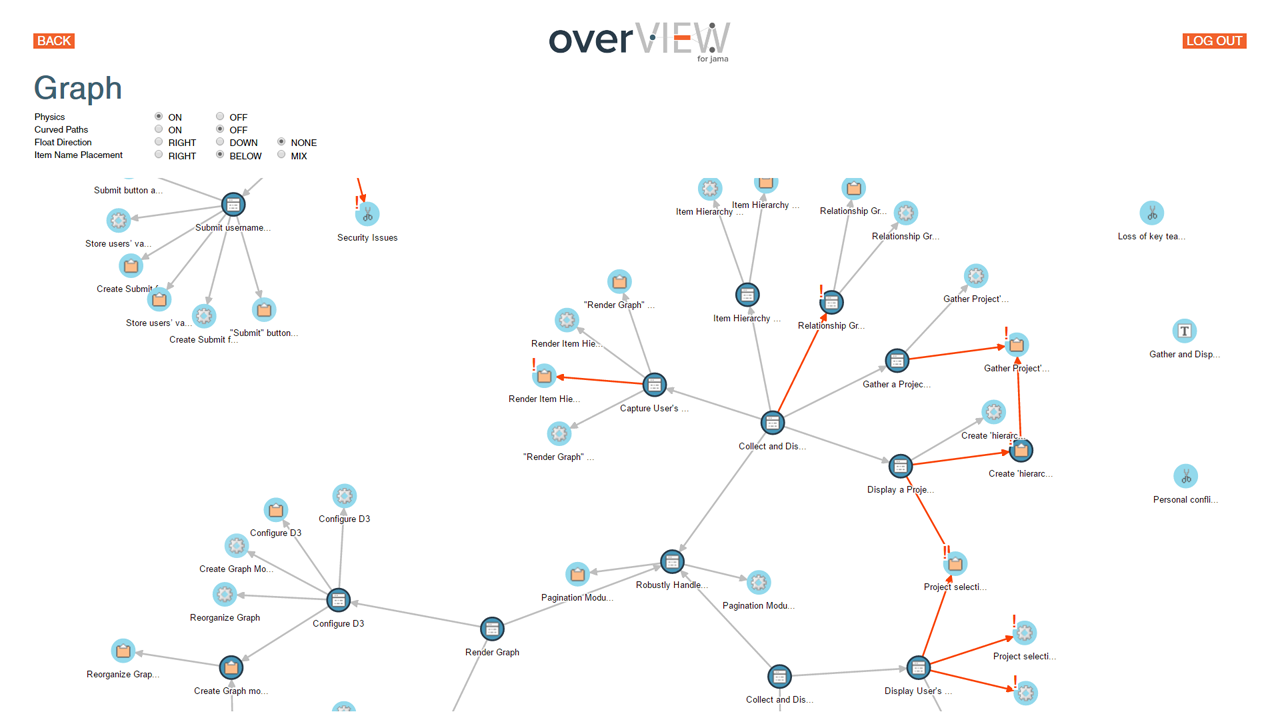 BACK
overVIEW
for jama
LOG OUT
Graph
Physics ON OFF
Curved Paths ON OFF
Float Direction RIGHT DOWN NONE
Item Name Placement RIGHT BELOW MIX
Submit button a...
Submit username...
Store users' va...
Security Issues
Create Submit f
Store users' va...
Create Submit f...
"Submit" button...
Item Hierarchy ...
Item Hierarchy ...
Relationship Gr...
Relationship Gr...
Loss of key tea...
"Render Graph" ...
Item Hierarchy ...
Relationship Gr...
Gather Project'...
Render Item Hie...
Gather and Disp...
Gather Project'...
Gather a Projec...
Render Item Hie...
Capture User's ...
Create 'hierarc...
Collect and Dis...
"Render Graph" ...
Create 'hierarc...
Display a Proje...
Personal confli...
Configure D3
Configure D3
Create Graph Mo...
Robustly Handle...
Project selecti...
Pagination Modu...
Pagination Modu...
Reorganize Graph
Configure D3
Render Graph
Project selecti...
Reorganize Grap...
Create Graph mo...
Collect and Dis...
Display User's ...